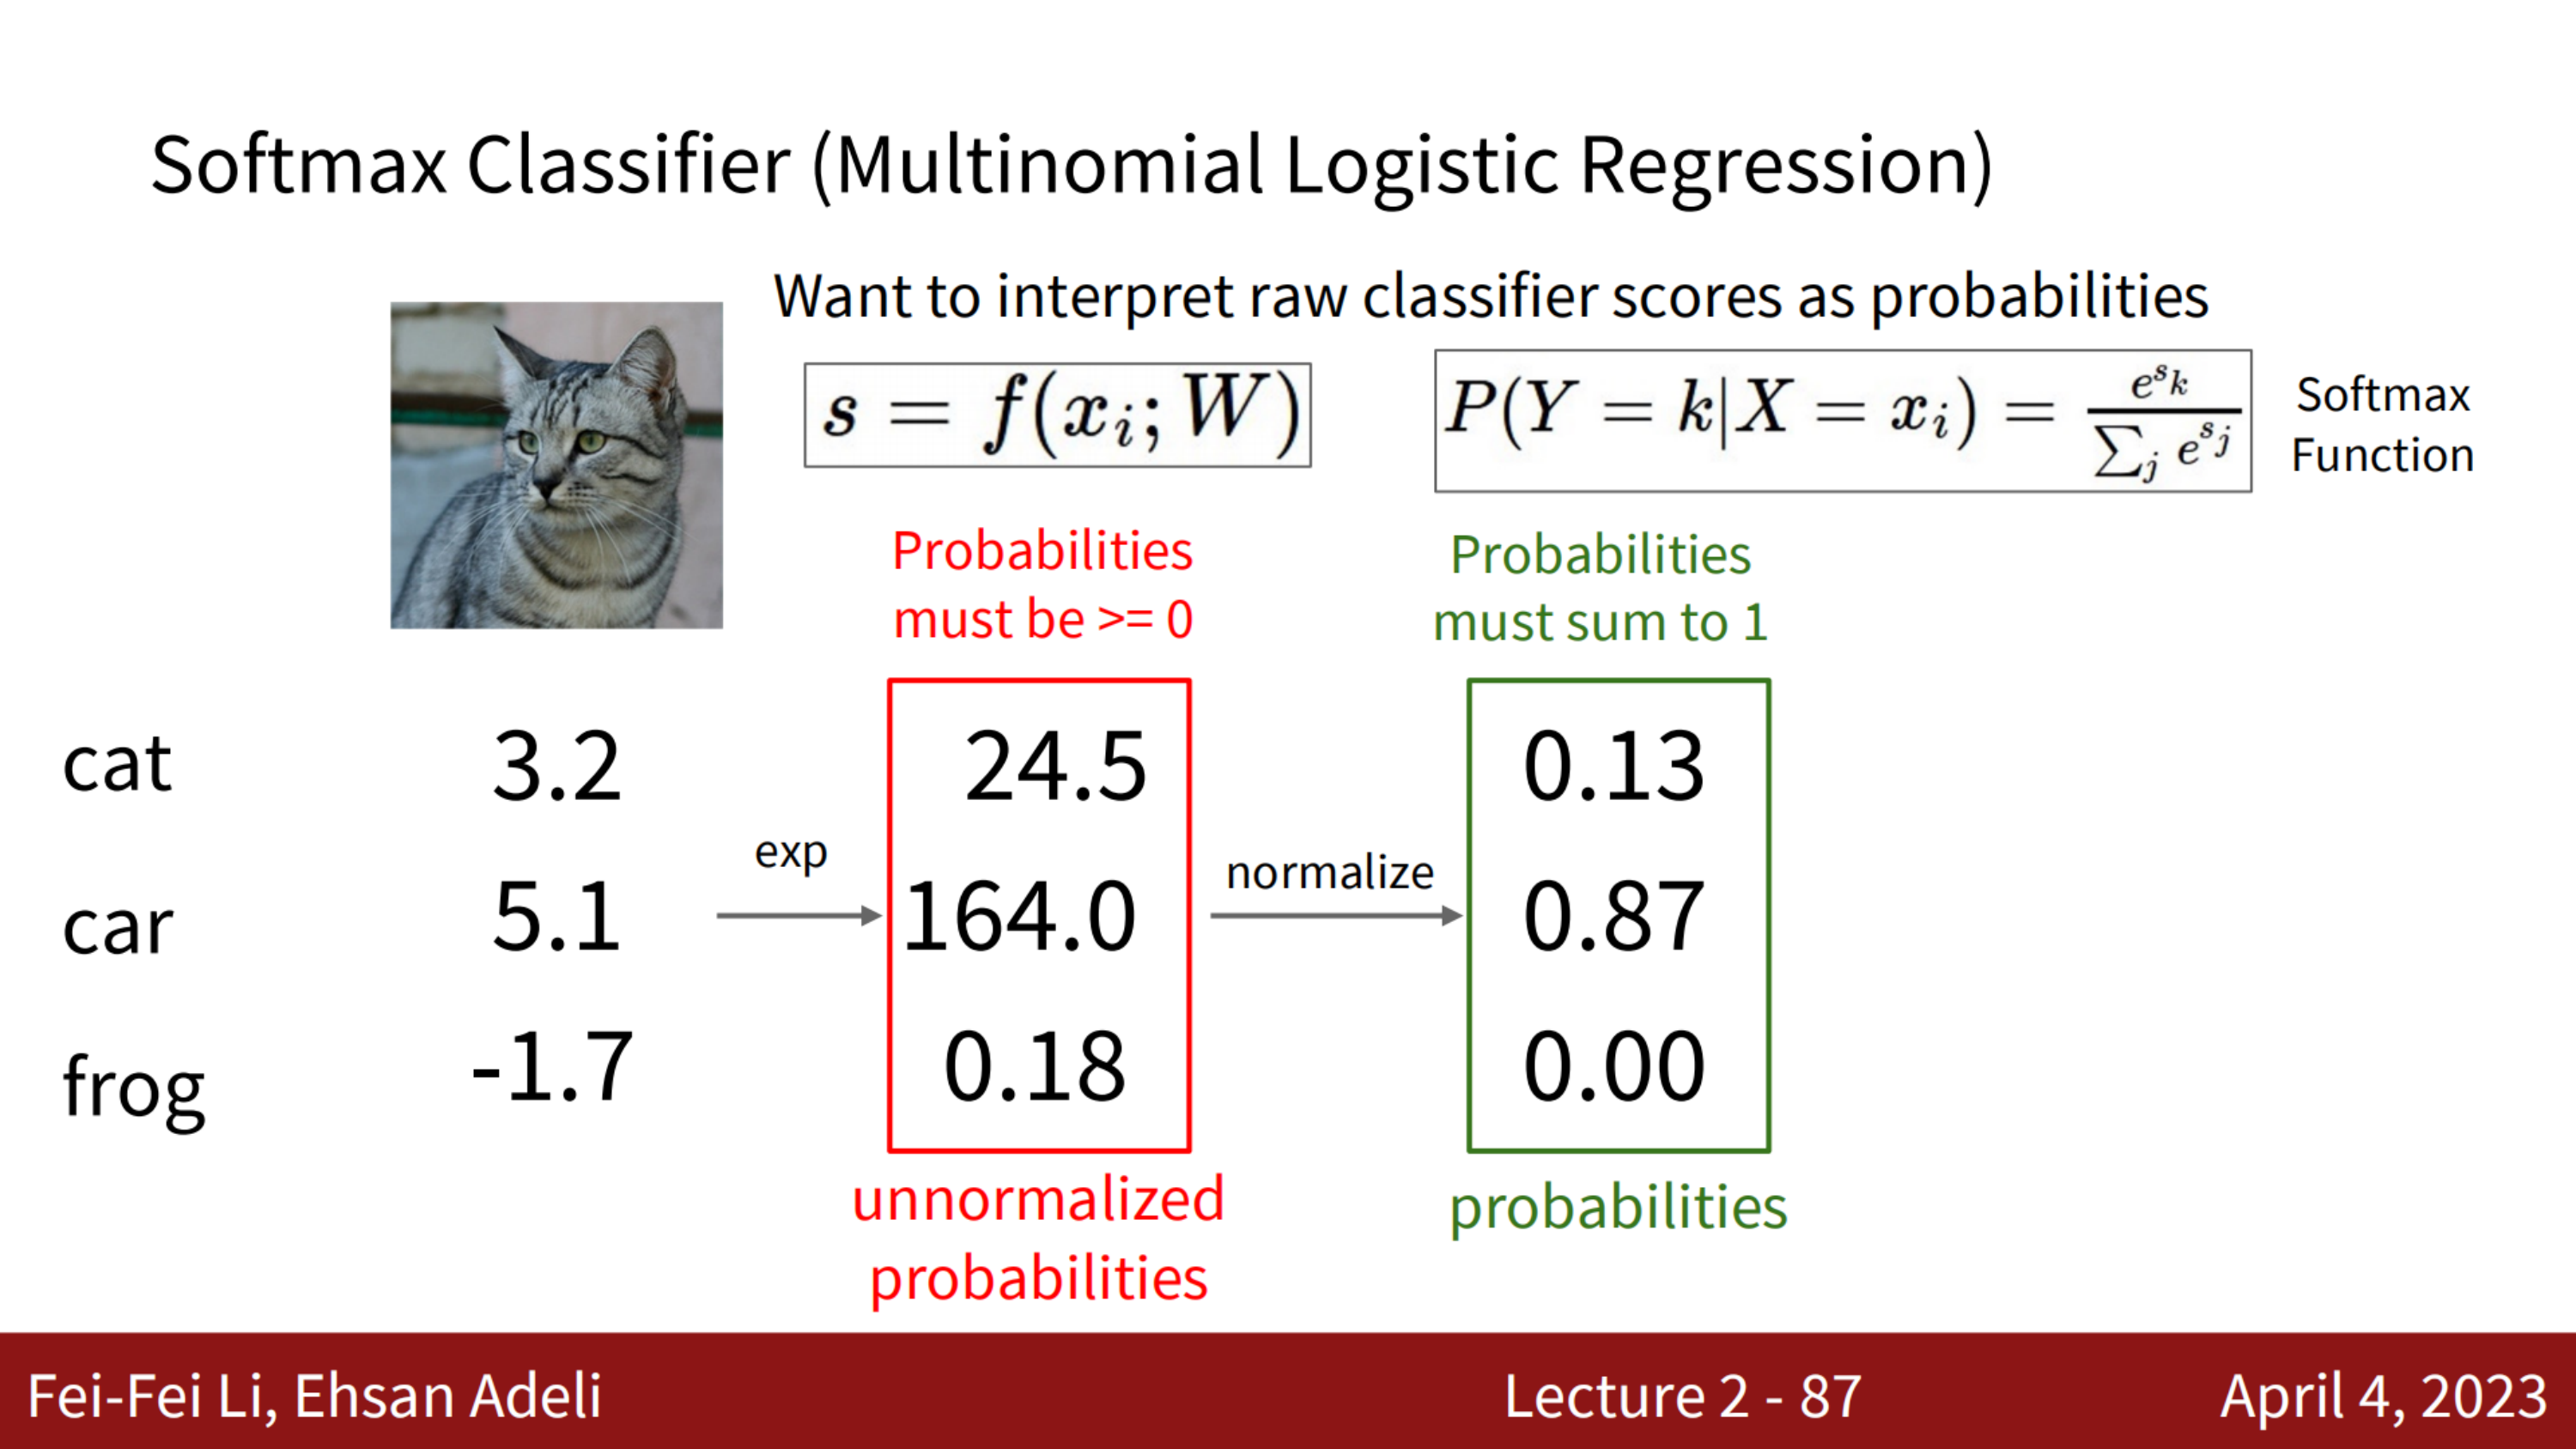 Softmax Classifier (Multinomial Logistic Regression)
Want to interpret raw classifier scores as probabilities
s = f(x_i; W)
P(Y = k|X = x_i) = \frac{e^{s_k}}{\sum_j e^{s_j}}
Softmax
Function
Probabilities
must be >= 0
Probabilities
must sum to 1
cat 3.2 24.5 0.13
exp
normalize
car 5.1 164.0 0.87
frog -1.7 0.18 0.00
unnormalized
probabilities
probabilities
Fei-Fei Li, Ehsan Adeli Lecture 2 - 87 April 4, 2023